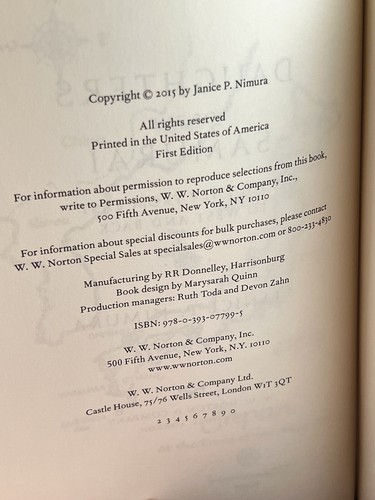 Copyright © 2015 by Janice P. Nimura
All rights reserved
Printed in the United States of America
First Edition
For information about permission to reproduce selections from this book,
write to Permissions, W. W. Norton & Company, Inc.,
500 Fifth Avenue, New York, NY 10110
For information about special discounts for bulk purchases, please contact
W. W. Norton Special Sales at specialsales@wwnorton.com or 800-233-4830
Manufacturing by RR Donnelley, Harrisonburg
Book design by Marysarah Quinn
Production managers: Ruth Toda and Devon Zahn
ISBN: 978-0-393-07799-5
W. W. Norton & Company, Inc.
500 Fifth Avenue, New York, N.Y. 10110
www.wwnorton.com
W. W. Norton & Company Ltd.
Castle House, 75/76 Wells Street, London W1T 3QT
2 3 4 5 6 7 8 9 0